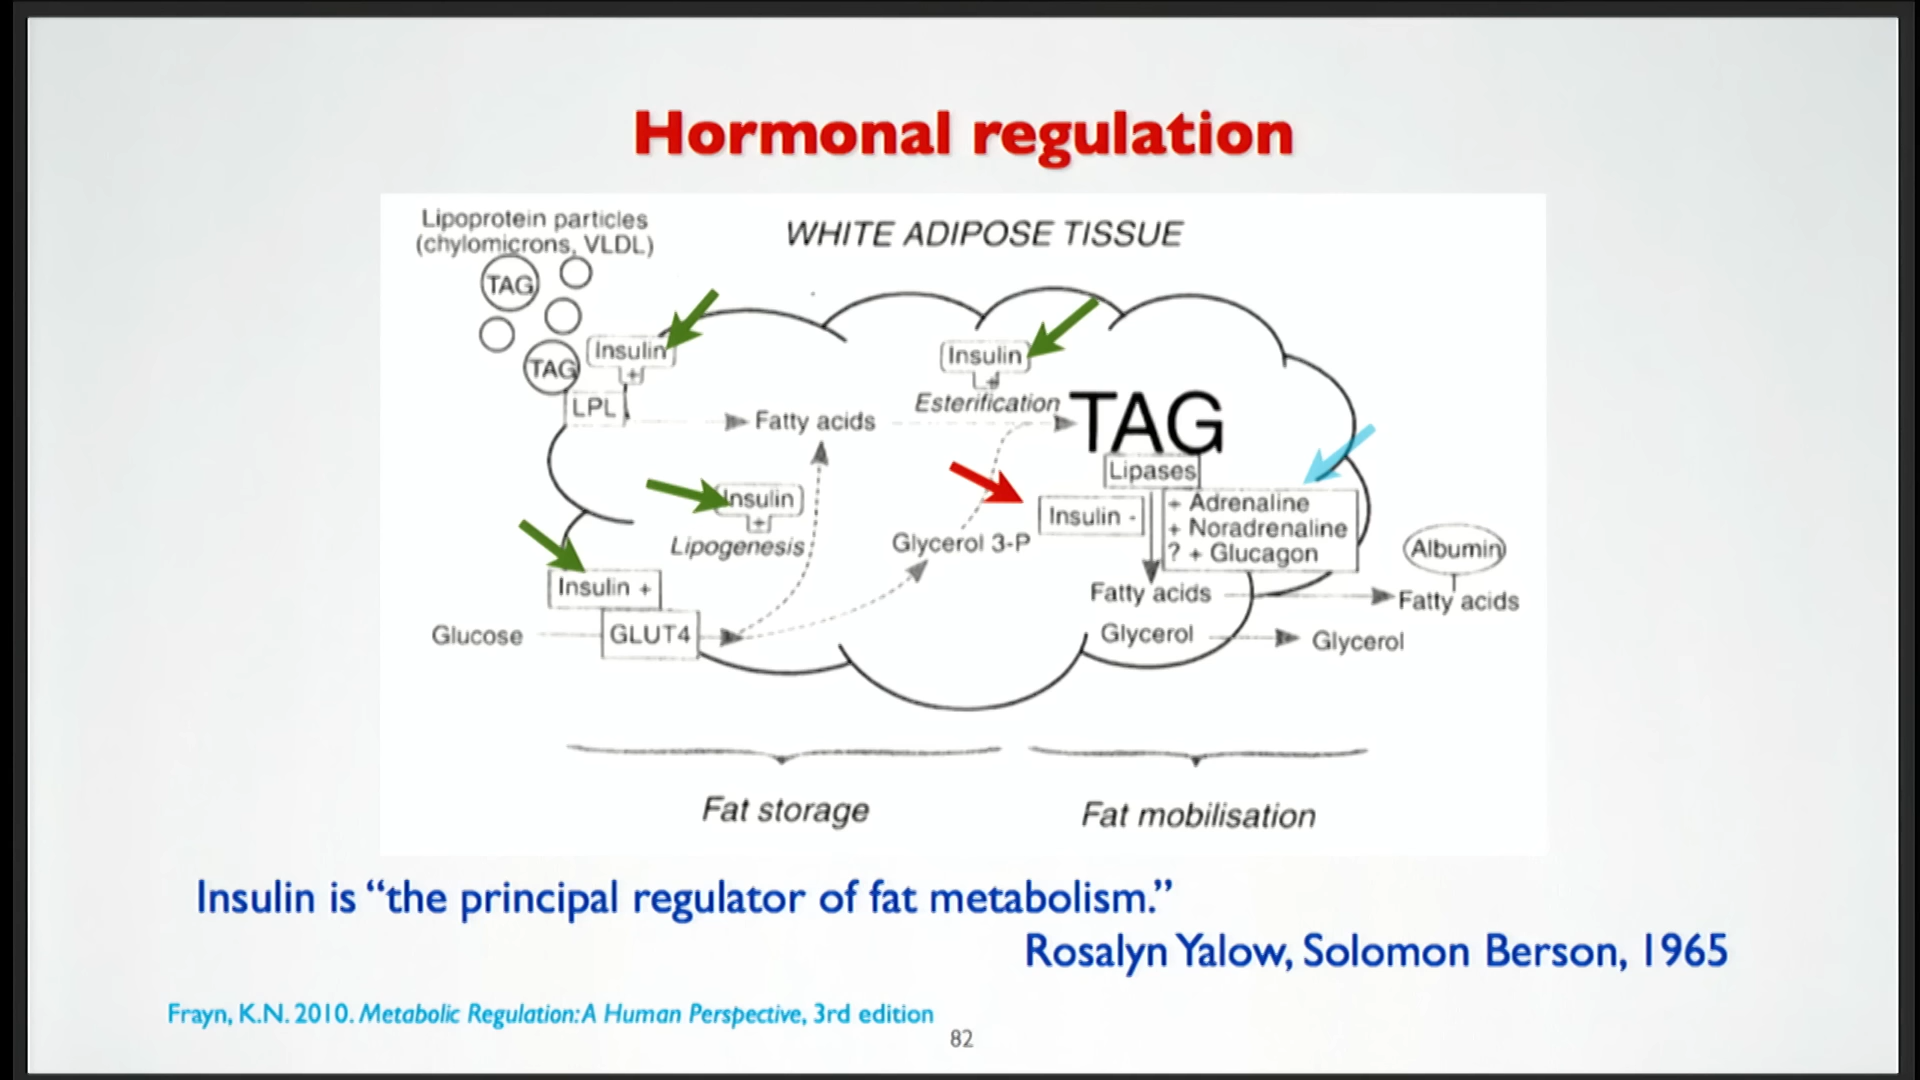 Hormonal regulation
Lipoprotein particles
(chylomicrons, VLDL)
WHITE ADIPOSE TISSUE
TAG
TAG
Insulin
+
LPL
Fatty acids
Insulin
+
Esterification
TAG
Lipases
Insulin -
+ Adrenaline
+ Noradrenaline
? + Glucagon
Insulin
+
Lipogenesis
Glycerol 3-P
Insulin +
Glucose
GLUT4
Fatty acids
Glycerol
Albumin
Fatty acids
Glycerol
Fat storage
Fat mobilisation
Insulin is “the principal regulator of fat metabolism.”
Rosalyn Yalow, Solomon Berson, 1965
Frayn, K.N. 2010. Metabolic Regulation: A Human Perspective, 3rd edition
82